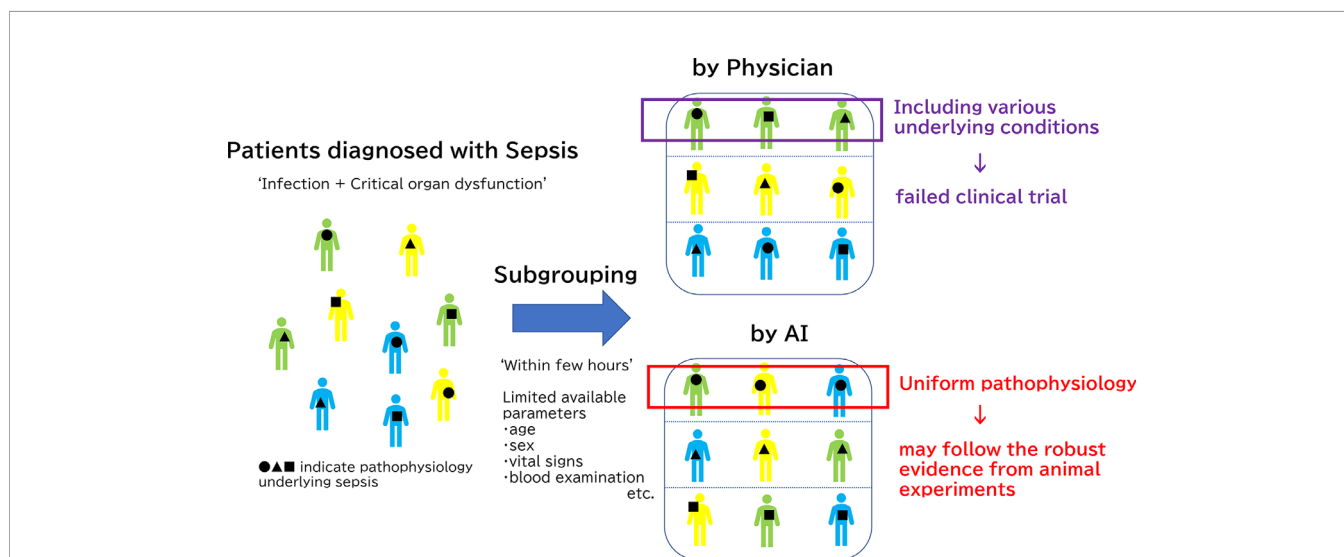 Patients diagnosed with Sepsis
‘Infection + Critical organ dysfunction’
●▲■ indicate pathophysiology
underlying sepsis
Subgrouping
‘Within few hours’
Limited available
parameters
・age
・sex
・vital signs
・blood examination
etc.
by Physician
Including various
underlying conditions
↓
failed clinical trial
by AI
Uniform pathophysiology
↓
may follow the robust
evidence from animal
experiments